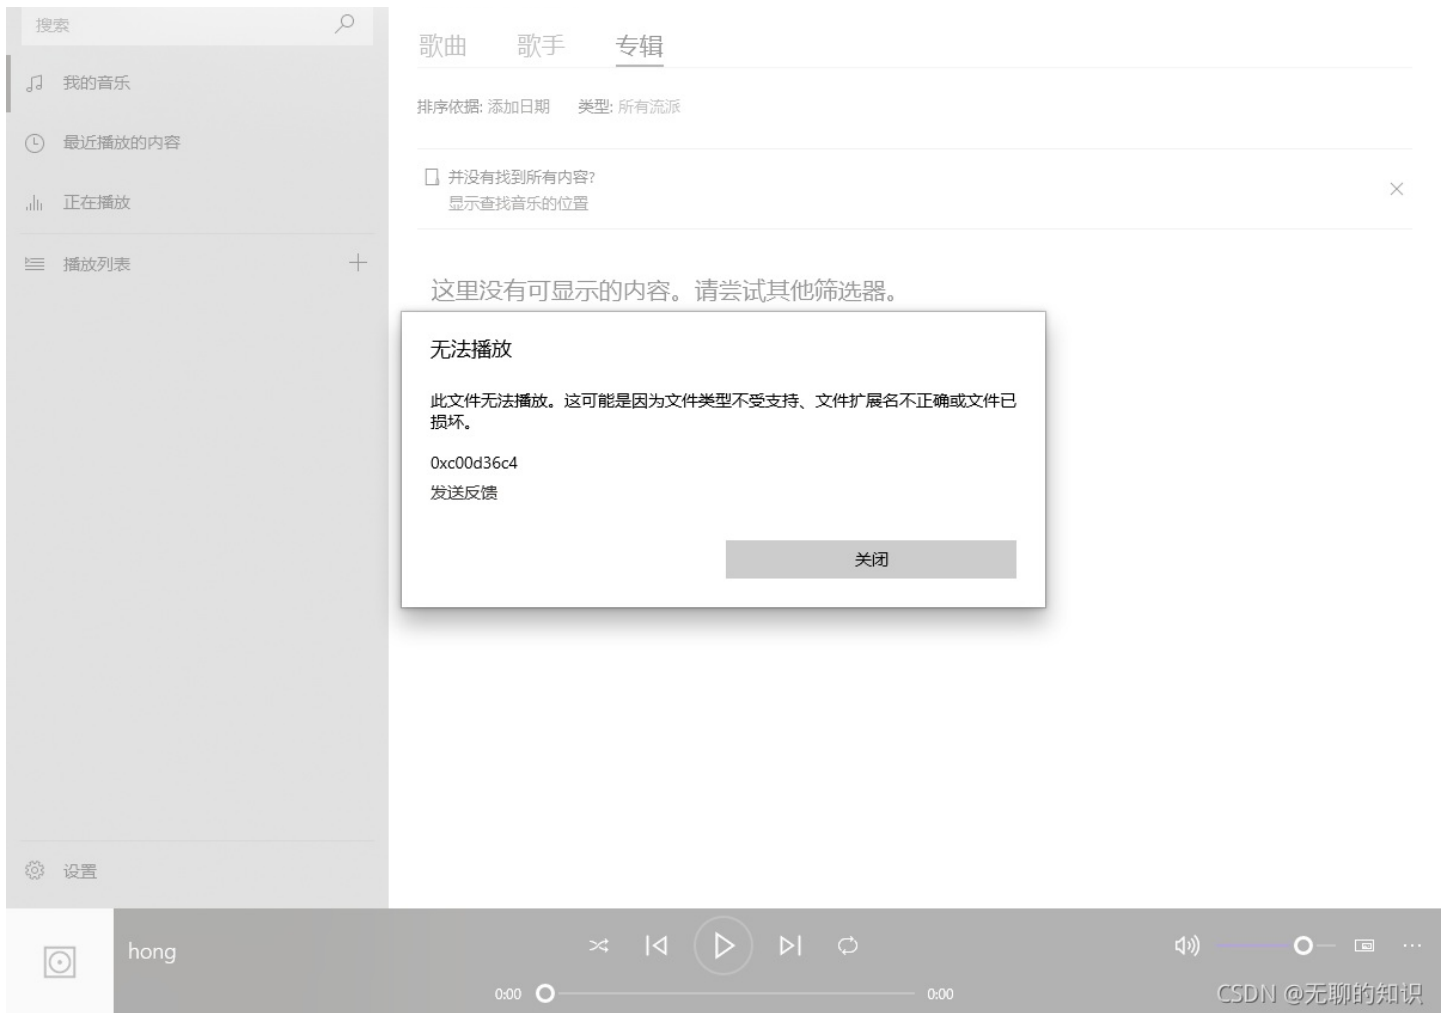 搜索
我的音乐
最近播放的内容
正在播放
播放列表
设置
歌曲 歌手 专辑
排序依据: 添加日期 类型: 所有流派
并没有找到所有内容?
显示查找音乐的位置
这里没有可显示的内容。请尝试其他筛选器。
无法播放
此文件无法播放。这可能是因为文件类型不受支持、文件扩展名不正确或文件已
损坏。
0xc00d36c4
发送反馈
关闭
hong
0:00 0:00
CSDN @无聊的知识